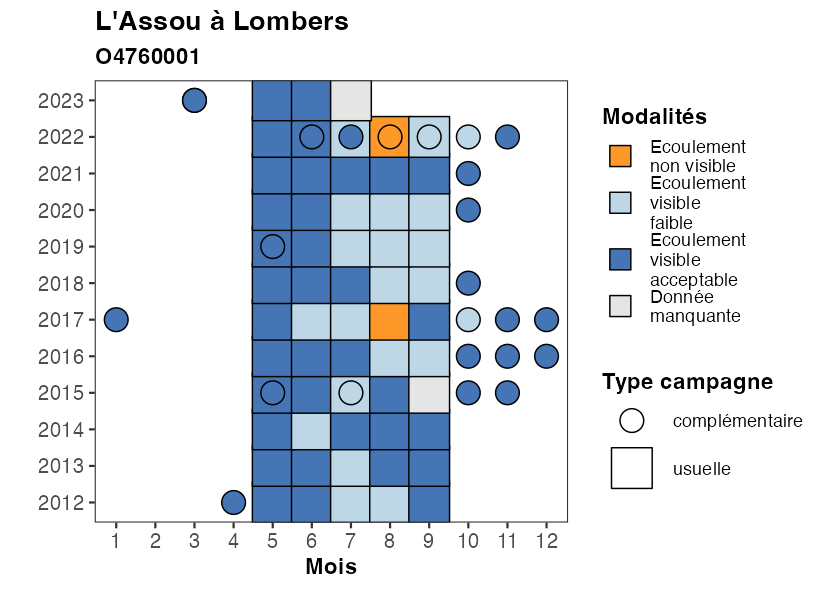 L'Assou à Lombers
O4760001
2023
2022
2021
2020
2019
2018
2017
2016
2015
2014
2013
2012
1 2 3 4 5 6 7 8 9 10 11 12
Mois
Modalités
Ecoulement
non visible
Ecoulement
visible
faible
Ecoulement
visible
acceptable
Donnée
manquante
Type campagne
complémentaire
usuelle